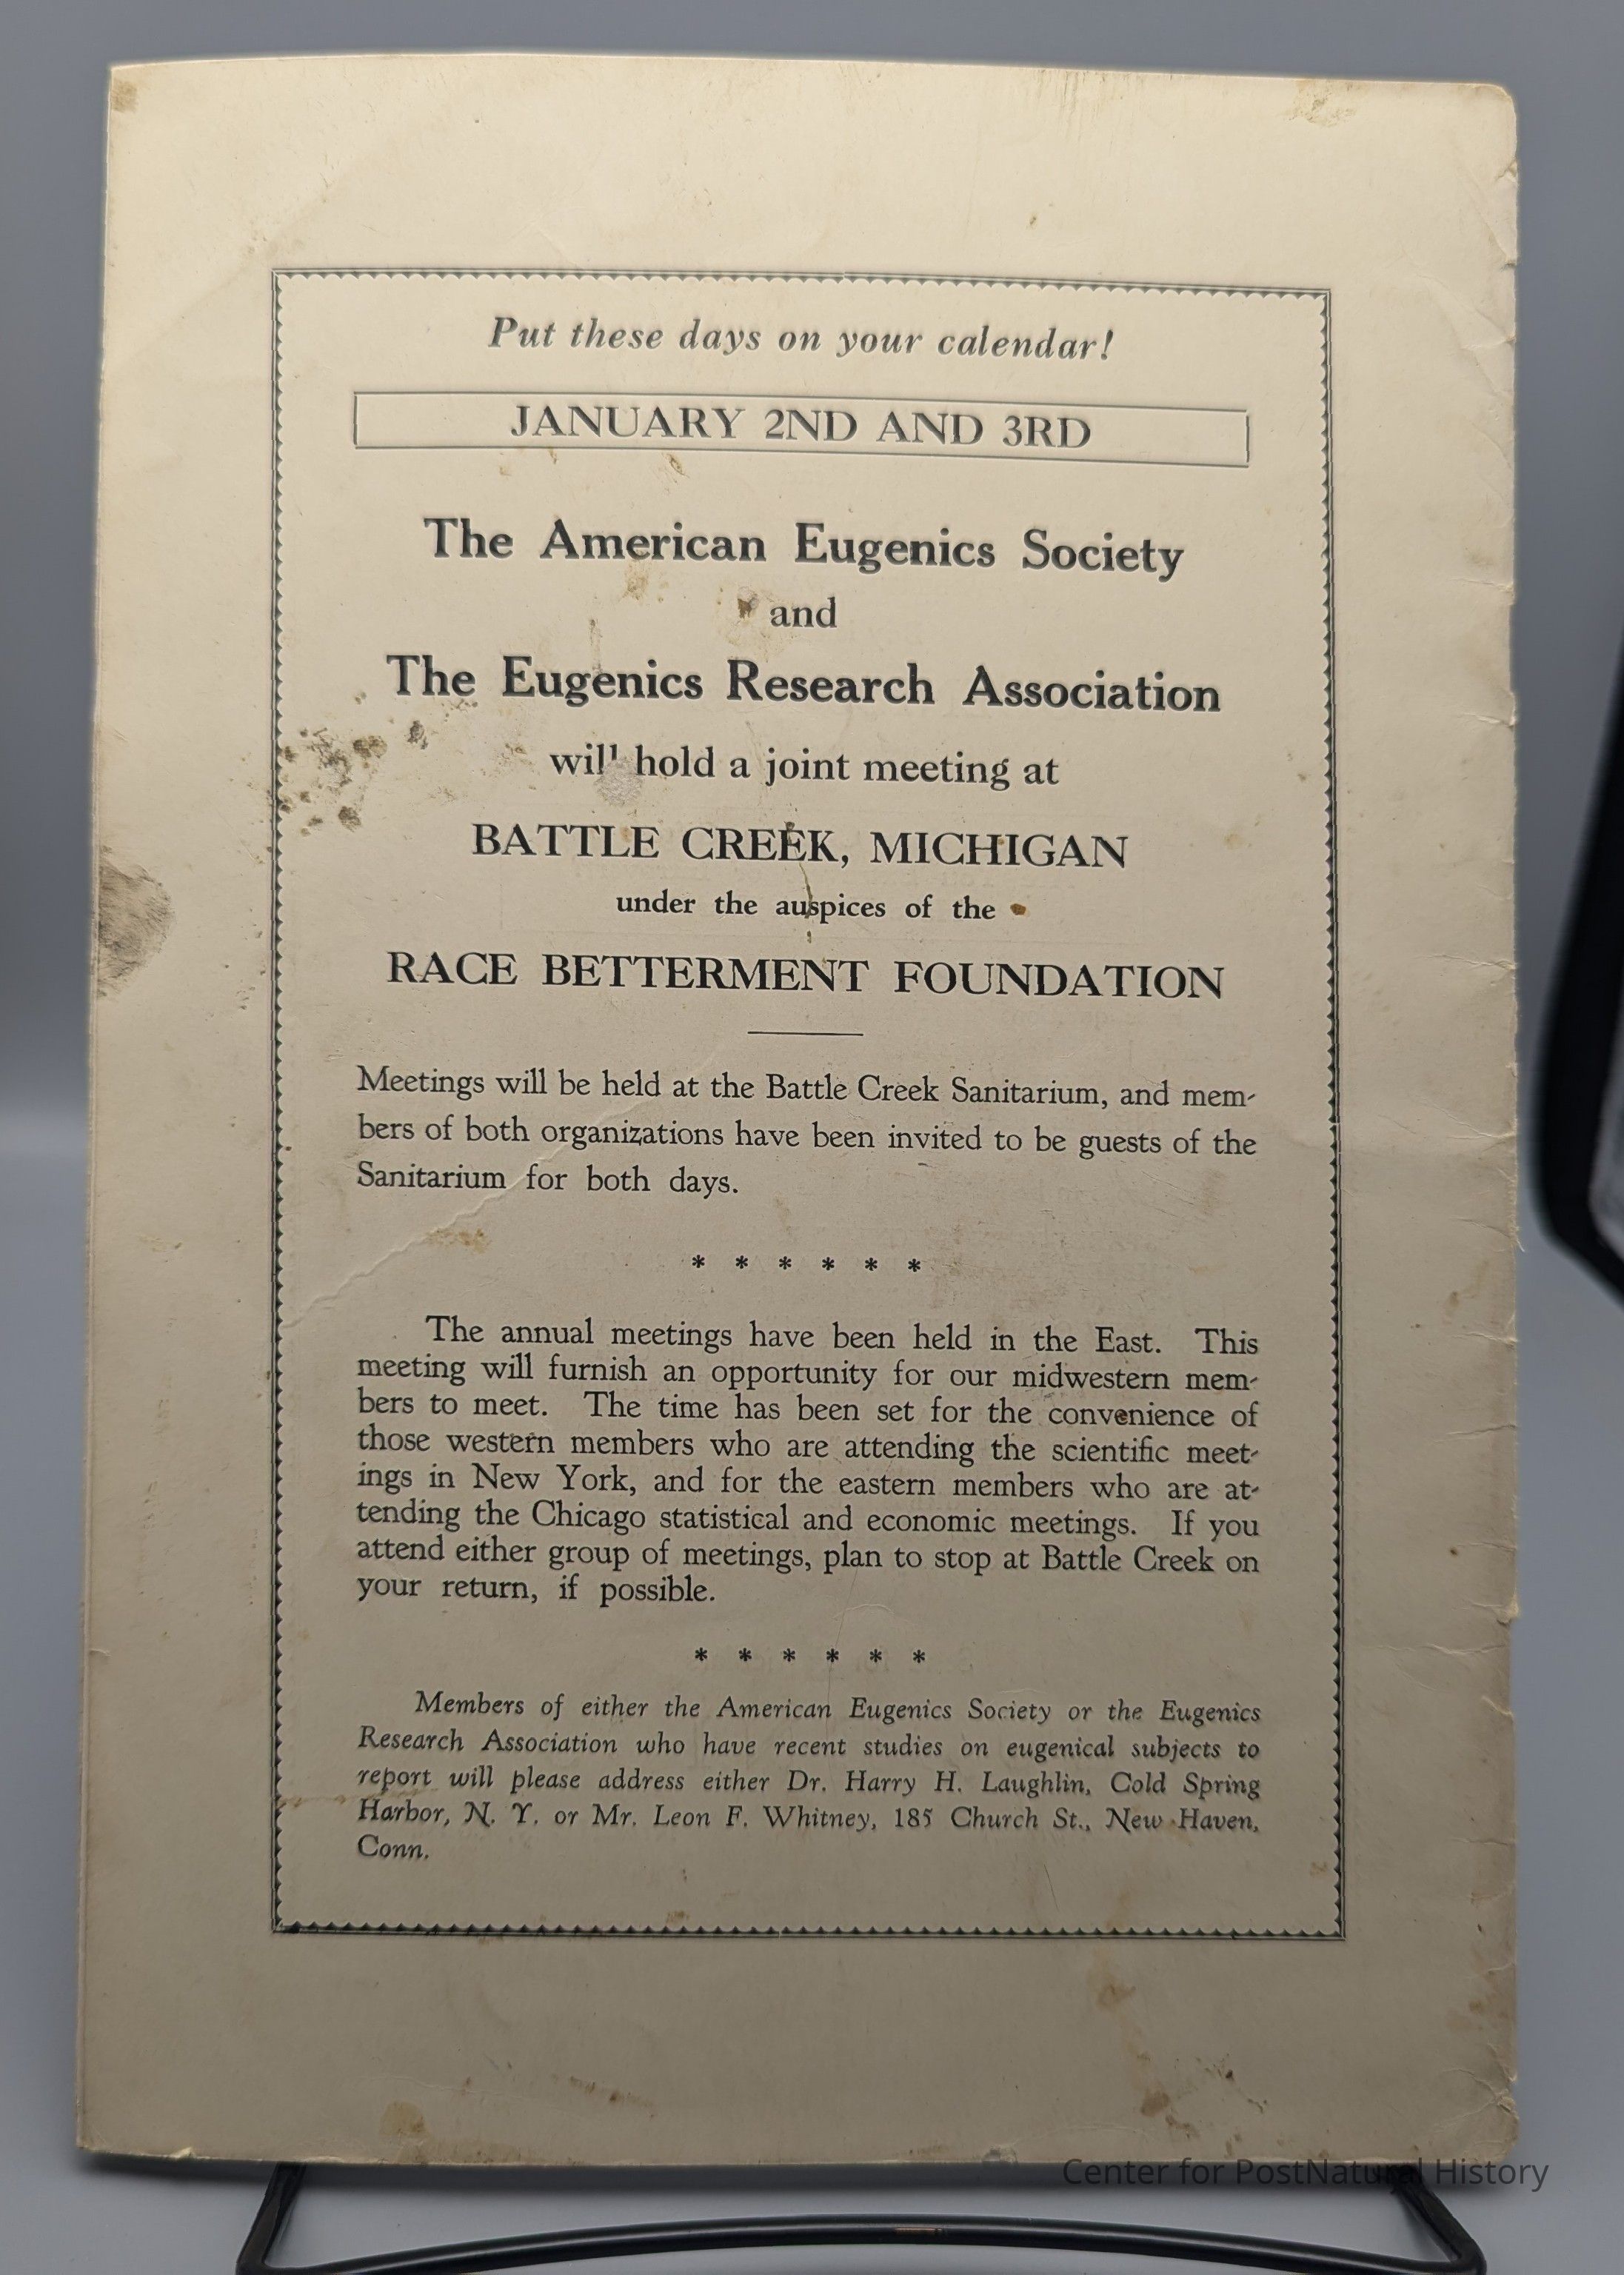 Put these days on your calendar!
JANUARY 2ND AND 3RD
The American Eugenics Society
and
The Eugenics Research Association
will hold a joint meeting at
BATTLE CREEK, MICHIGAN
under the auspices of the
RACE BETTERMENT FOUNDATION
Meetings will be held at the Battle Creek Sanitarium, and mem-
bers of both organizations have been invited to be guests of the
Sanitarium for both days.
* * * * * *
The annual meetings have been held in the East. This
meeting will furnish an opportunity for our midwestern mem-
bers to meet. The time has been set for the convenience of
those western members who are attending the scientific meet-
ings in New York, and for the eastern members who are at-
tending the Chicago statistical and economic meetings. If you
attend either group of meetings, plan to stop at Battle Creek on
your return, if possible.
* * * * * *
Members of either the American Eugenics Society or the Eugenics
Research Association who have recent studies on eugenical subjects to
report will please address either Dr. Harry H. Laughlin, Cold Spring
Harbor, N. Y. or Mr. Leon F. Whitney, 185 Church St., New Haven,
Conn.
Center for PostNatural History